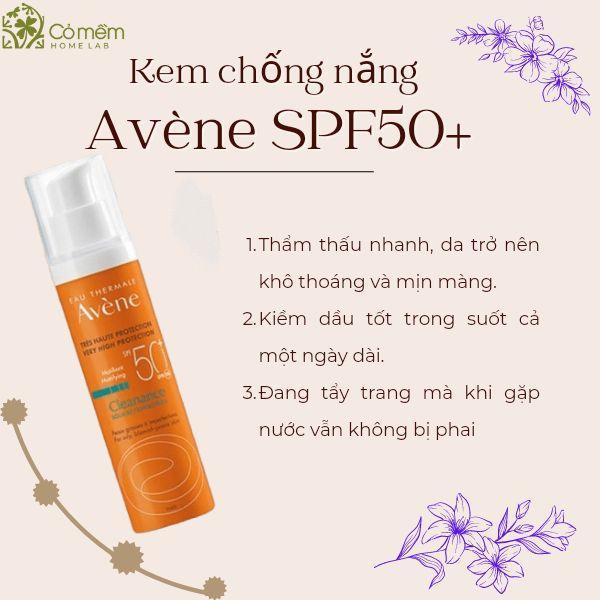 Cỏ mềm
HOME LAB
Kem chống nắng
Avène SPF50+
1.Thẩm thấu nhanh, da trở nên
khô thoáng và mịn màng.
2.Kiềm dầu tốt trong suốt cả
một ngày dài.
3.Đang tẩy trang mà khi gặp
nước vẫn không bị phai
EAU THERMALE
Avène
TRÈS HAUTE PROTECTION
VERY HIGH PROTECTION
SPF
50+
Matifiant
Mattifying
Cleanance